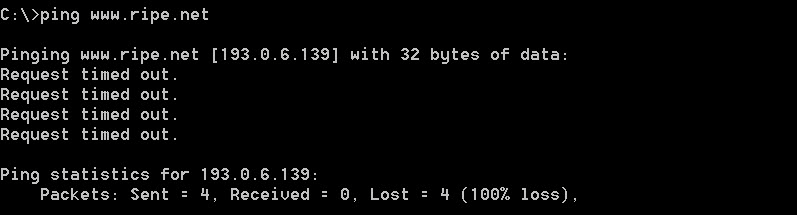 C:\>ping www.ripe.net
Pinging www.ripe.net [193.0.6.139] with 32 bytes of data:
Request timed out.
Request timed out.
Request timed out.
Request timed out.
Ping statistics for 193.0.6.139:
    Packets: Sent = 4, Received = 0, Lost = 4 (100% loss),